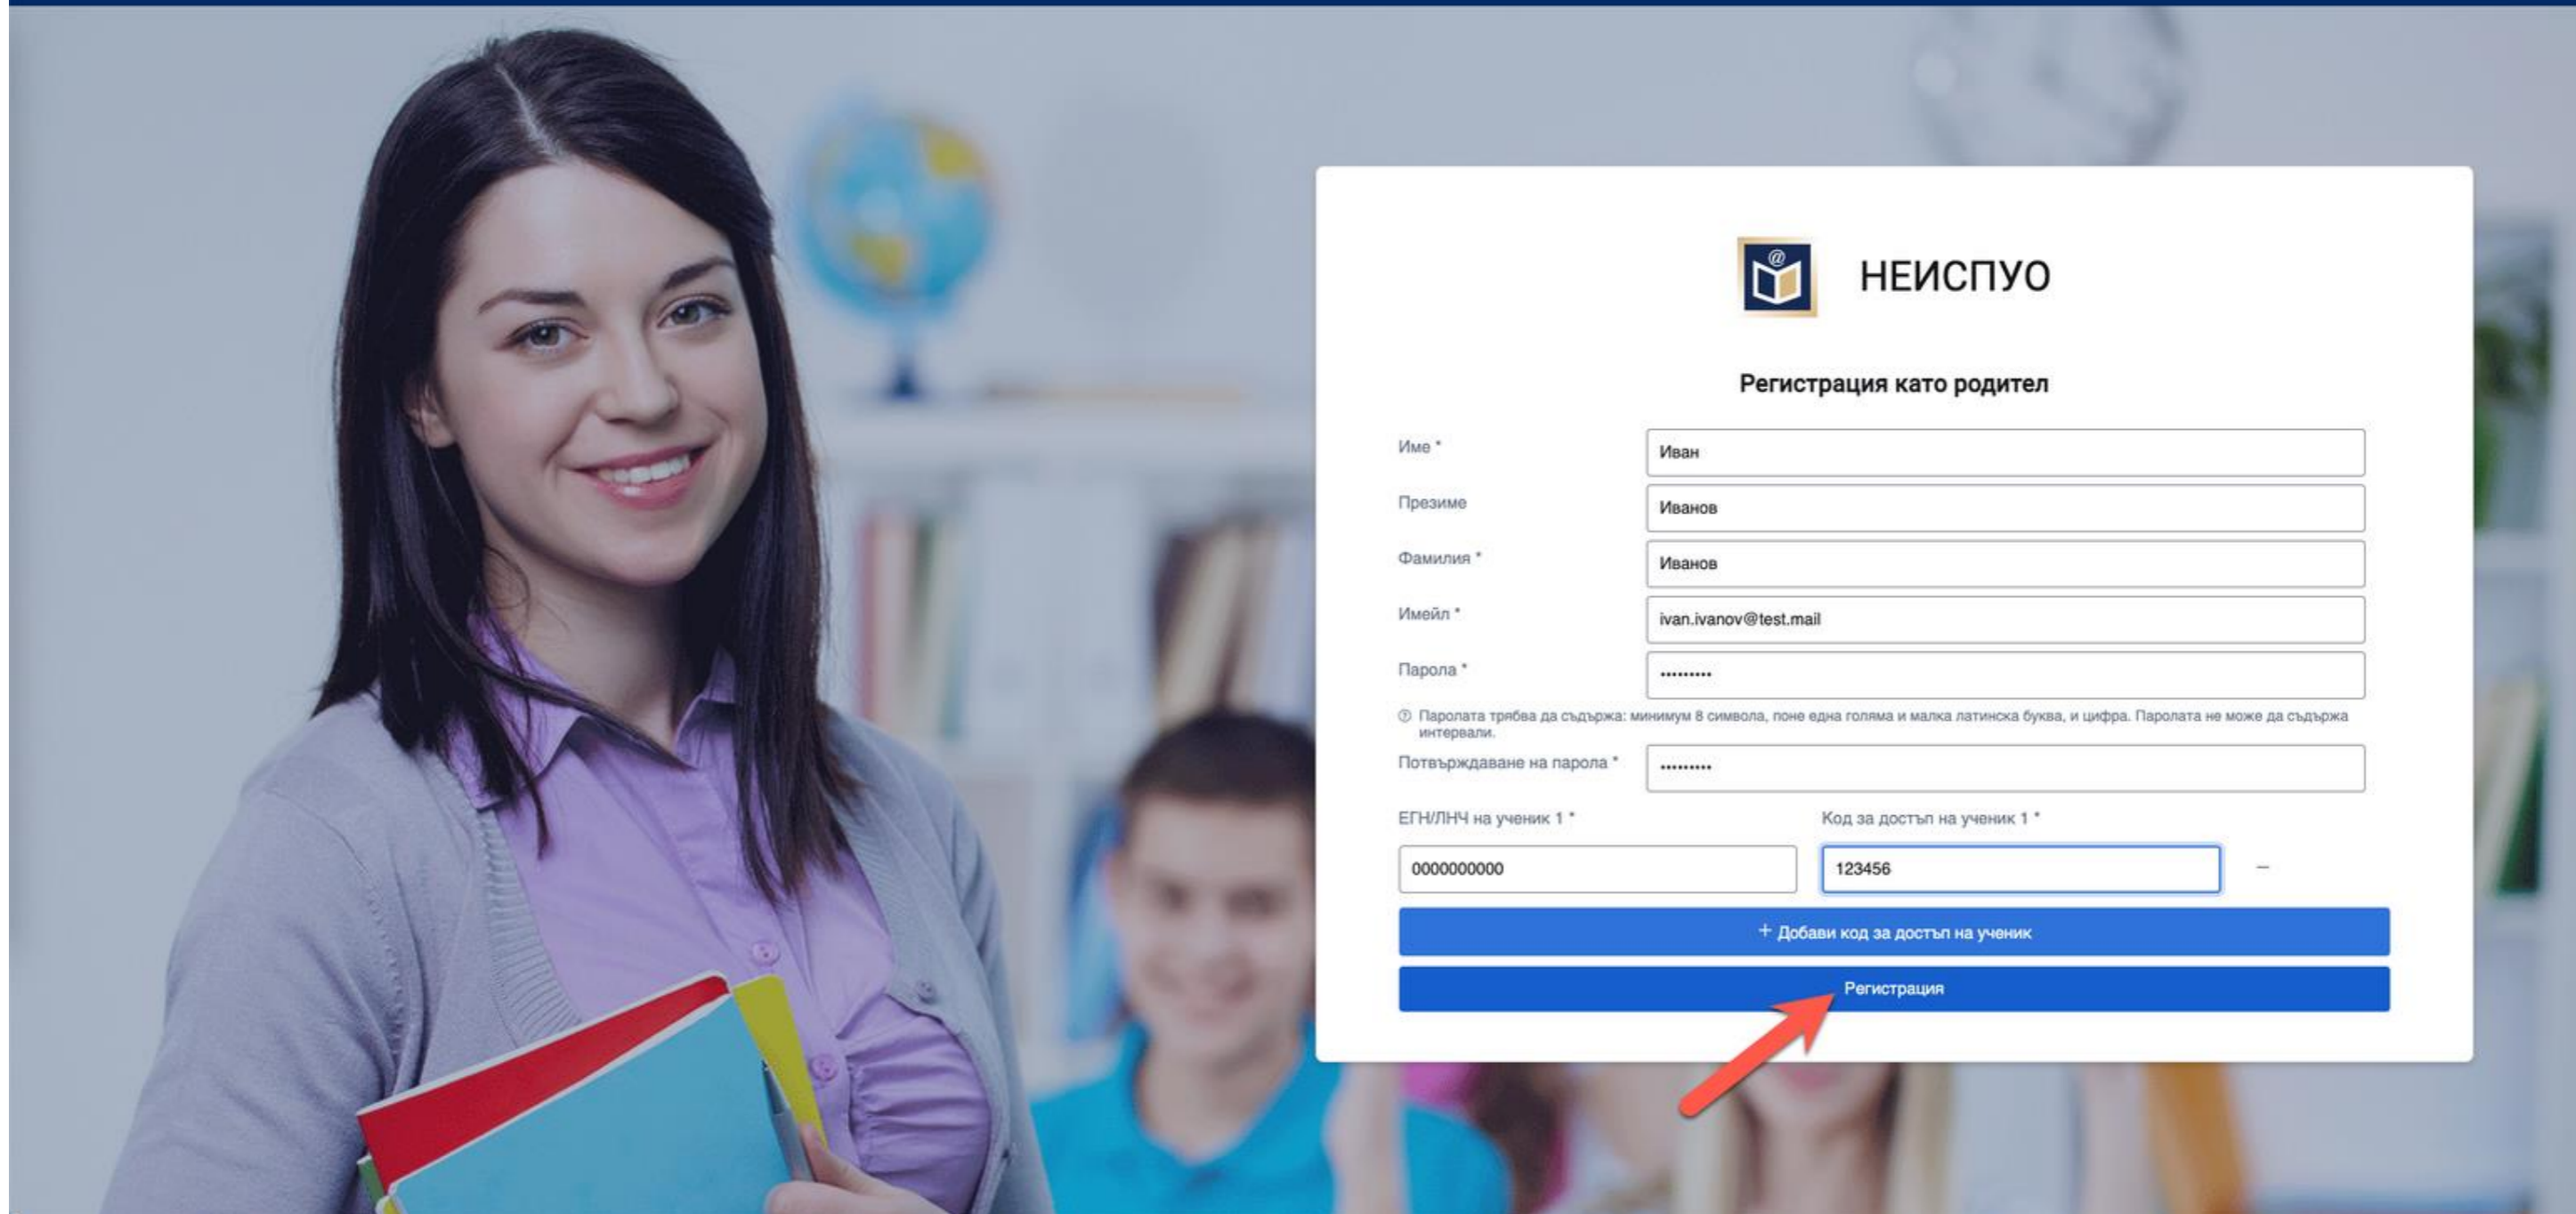 @
НЕИСПУО
Регистрация като родител
Име *
Иван
Презиме
Иванов
Фамилия *
Иванов
Имейл *
ivan.ivanov@test.mail
Парола *
•••••••••
Паролата трябва да съдържа: минимум 8 символа, поне една голяма и малка латинска буква, и цифра. Паролата не може да съдържа
интервали.
Потвърждаване на парола *
•••••••••
ЕГН/ЛНЧ на ученик 1 *
Код за достъп на ученик 1 *
0000000000
123456
+ Добави код за достъп на ученик
Регистрация